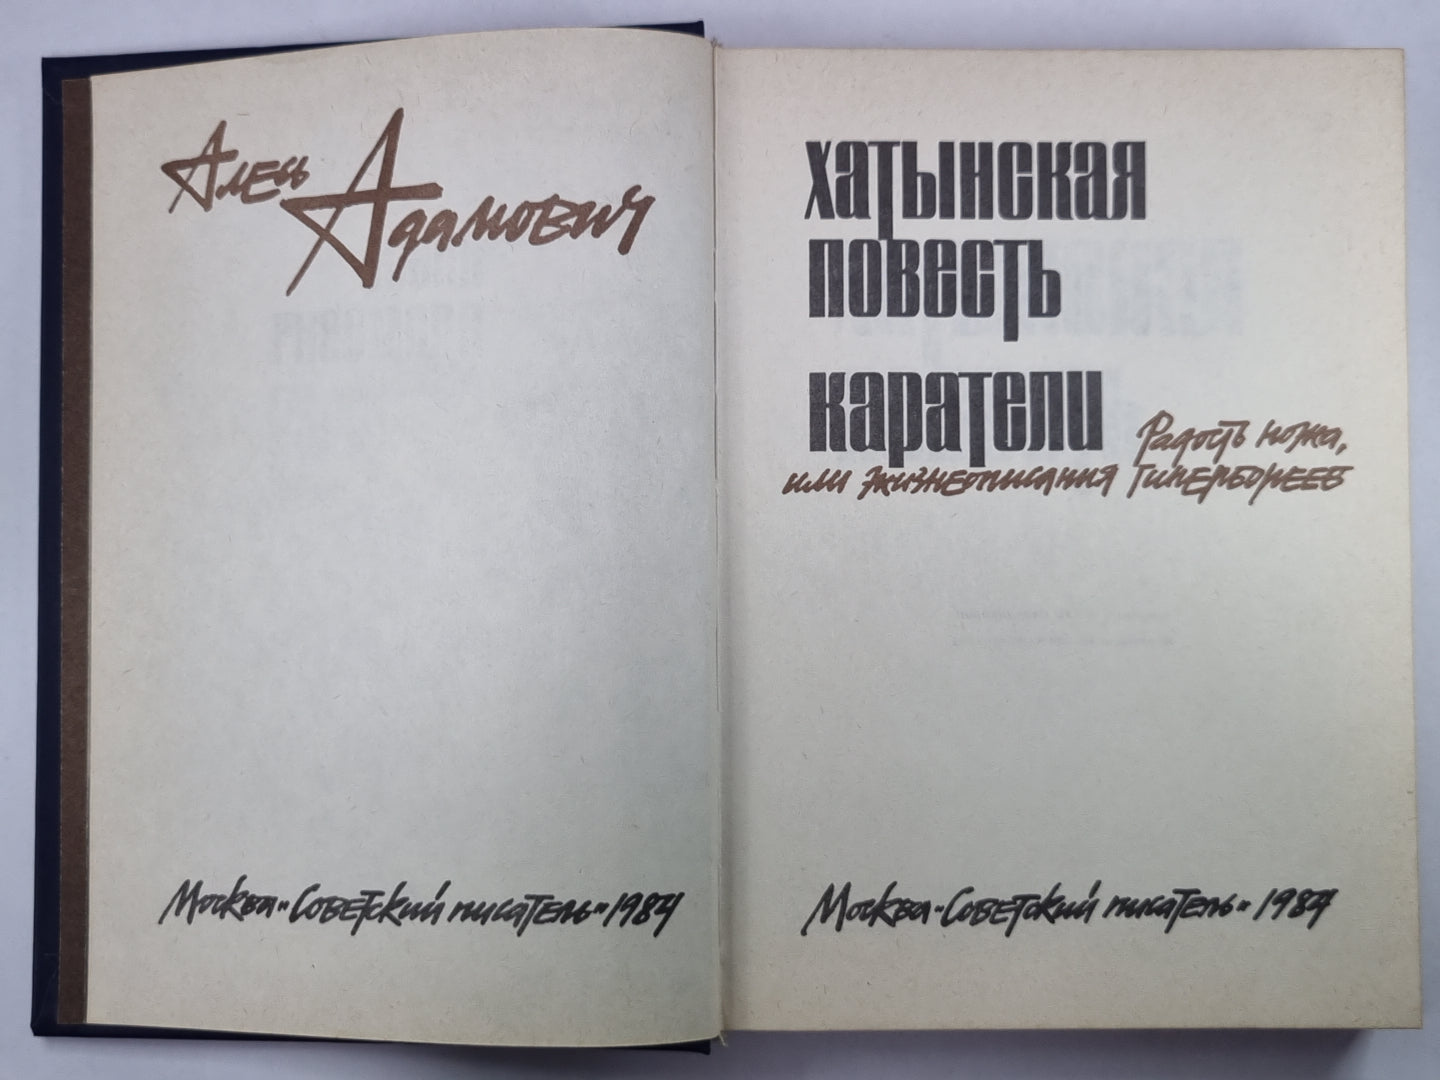 Алесь
Адамович
Москва «Советский писатель» 1984
Хатынская
повесть
Каратели
Радость ножа,
или жизнеописания гипербореев
Москва «Советский писатель» 1984